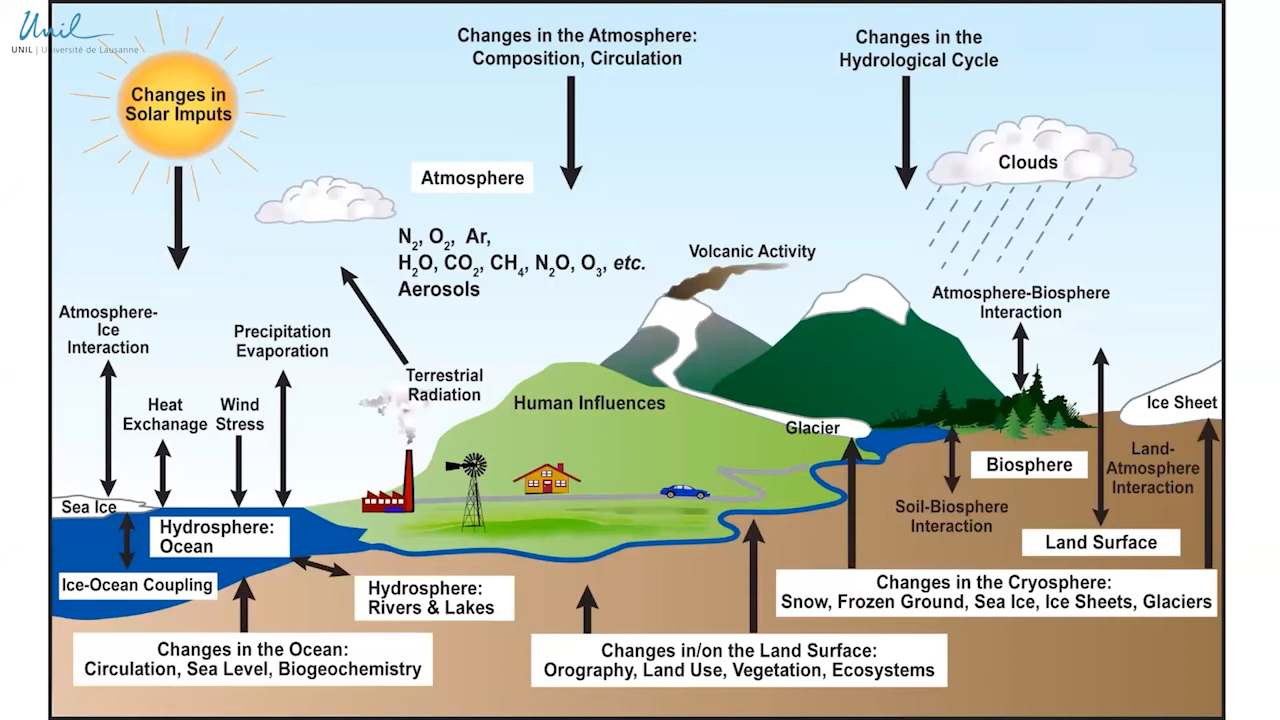 Unil
UNIL | Université de Lausanne
Changes in
Solar Imputs
Changes in the Atmosphere:
Composition, Circulation
Changes in the
Hydrological Cycle
Clouds
Atmosphere
N₂, O₂, Ar,
H₂O, CO₂, CH₄, N₂O, O₃, etc.
Aerosols
Volcanic Activity
Atmosphere-
Ice
Interaction
Precipitation
Evaporation
Atmosphere-Biosphere
Interaction
Heat
Exchanage
Wind
Stress
Terrestrial
Radiation
Human Influences
Glacier
Ice Sheet
Biosphere
Land-
Atmosphere
Interaction
Soil-Biosphere
Interaction
Land Surface
Sea Ice
Hydrosphere:
Ocean
Ice-Ocean Coupling
Hydrosphere:
Rivers & Lakes
Changes in the Cryosphere:
Snow, Frozen Ground, Sea Ice, Ice Sheets, Glaciers
Changes in the Ocean:
Circulation, Sea Level, Biogeochemistry
Changes in/on the Land Surface:
Orography, Land Use, Vegetation, Ecosystems